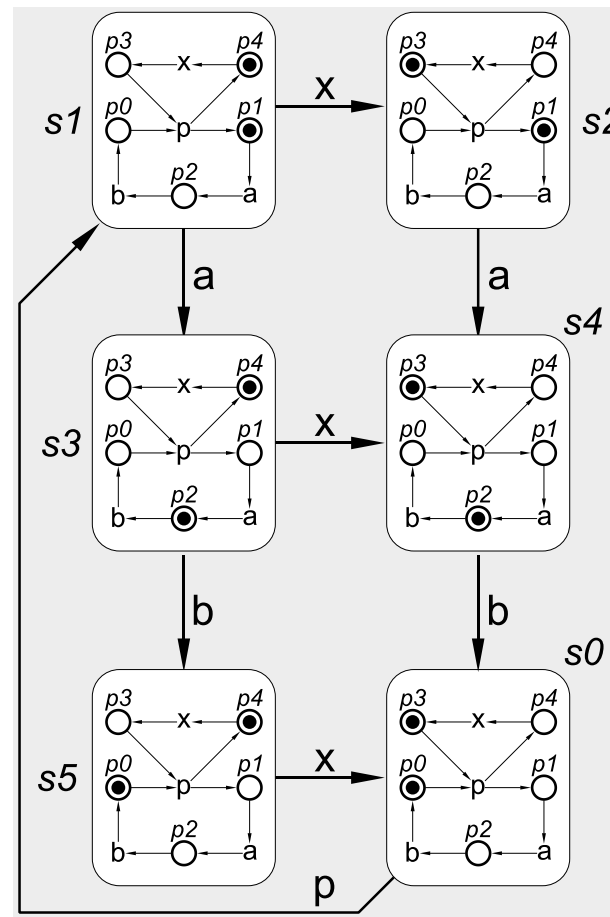 p3 p4 p3 p4
x x x
s1 p0 p1 p0 p1 s2
p p
p2 p2
b a b a
a a
s4
p3 p4 p3 p4
x x
s3 p0 p1 x p0 p1
p p
p2 p2
b a b a
b b
s0
p3 p4 p3 p4
x x
s5 p0 p1 x p0 p1
p p
p2 p2
b a b a
p